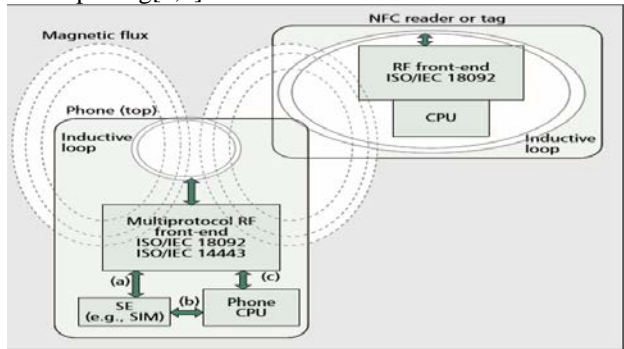 NFC reader or tag
Magnetic flux
RF front-end
ISO/IEC 18092
CPU
Inductive
loop
Phone (top)
Inductive
loop
Multiprotocol RF
front-end
ISO/IEC 18092
ISO/IEC 14443
(a)
(c)
SE
(e.g., SIM)
(b)
Phone
CPU